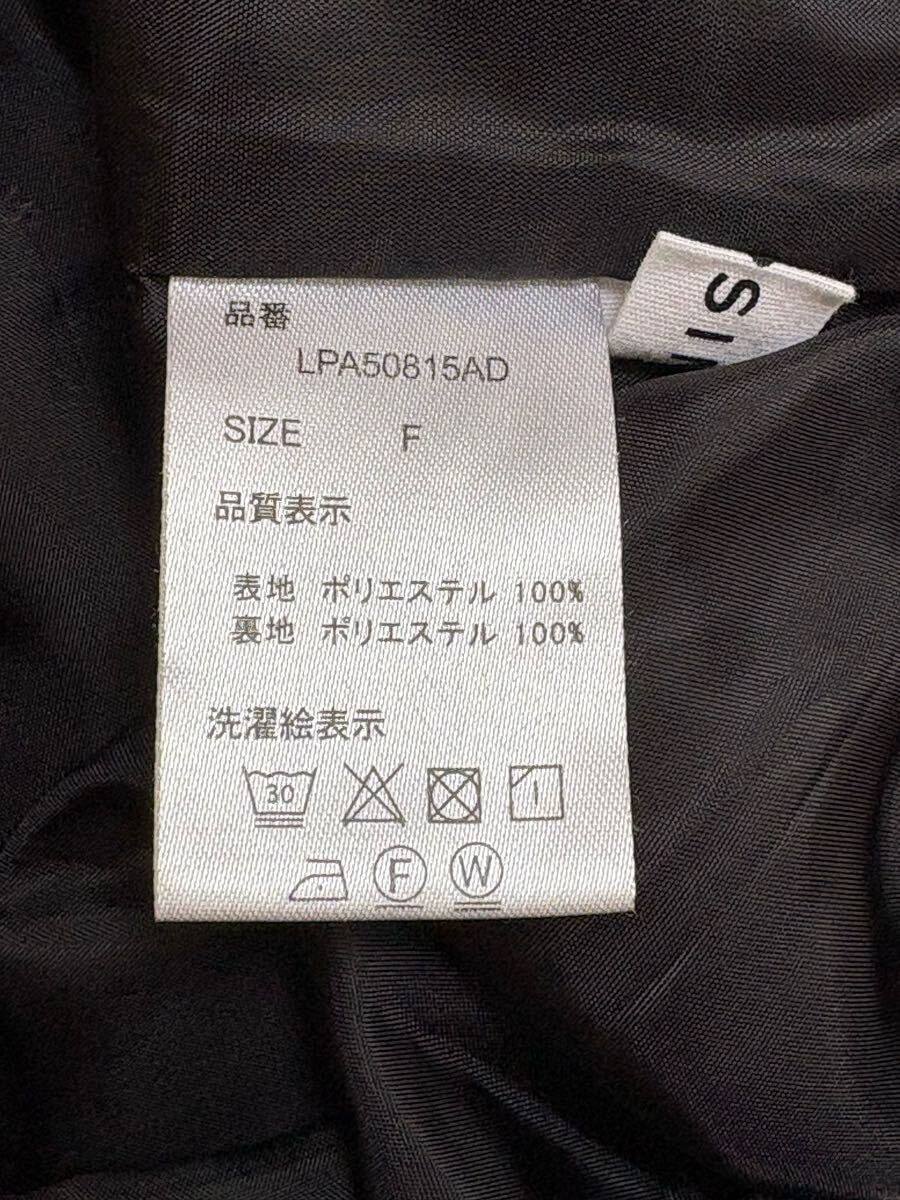 品番
LPA50815AD
SIZE F
品質表示
表地 ポリエステル 100%
裏地 ポリエステル 100%
洗濯絵表示
30
F W